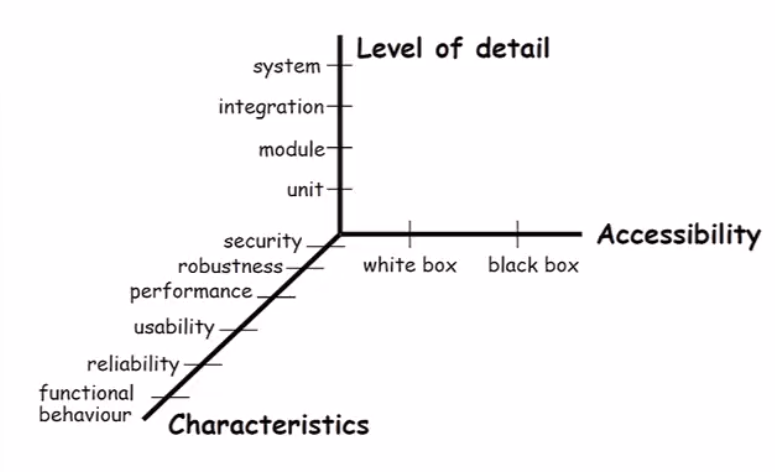 Level of detail
system
integration
module
unit
Accessibility
white box
black box
security
robustness
performance
usability
reliability
functional
behaviour
Characteristics